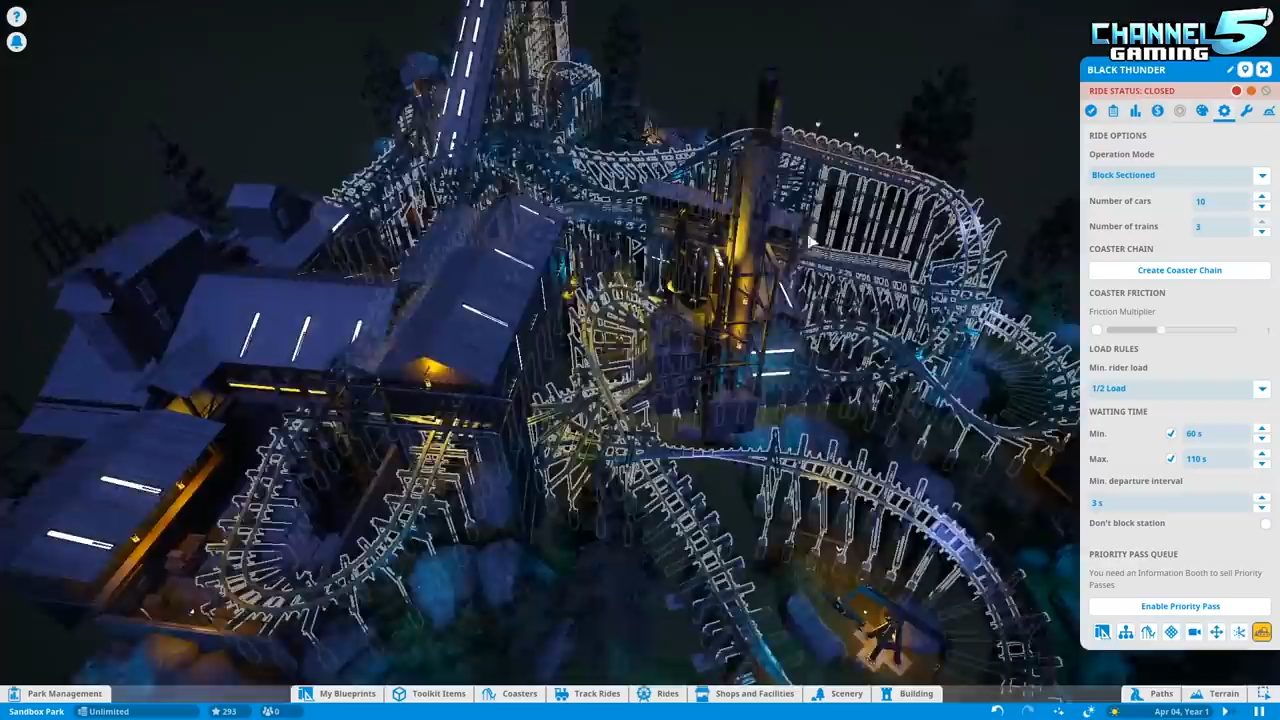 ?
CHANNEL 5
GAMING
BLACK THUNDER
RIDE STATUS: CLOSED
RIDE OPTIONS
Operation Mode
Block Sectioned
Number of cars 10
Number of trains 3
COASTER CHAIN
Create Coaster Chain
COASTER FRICTION
Friction Multiplier
1
LOAD RULES
Min. rider load
1/2 Load
WAITING TIME
Min. 60 s
Max. 110 s
Min. departure interval
3 s
Don't block station
PRIORITY PASS QUEUE
You need an Information Booth to sell Priority
Passes
Enable Priority Pass
Park Management My Blueprints Toolkit Items Coasters Track Rides Rides Shops and Facilities Scenery Building Paths Terrain
Sandbox Park Unlimited 293 0 Apr 04, Year 1